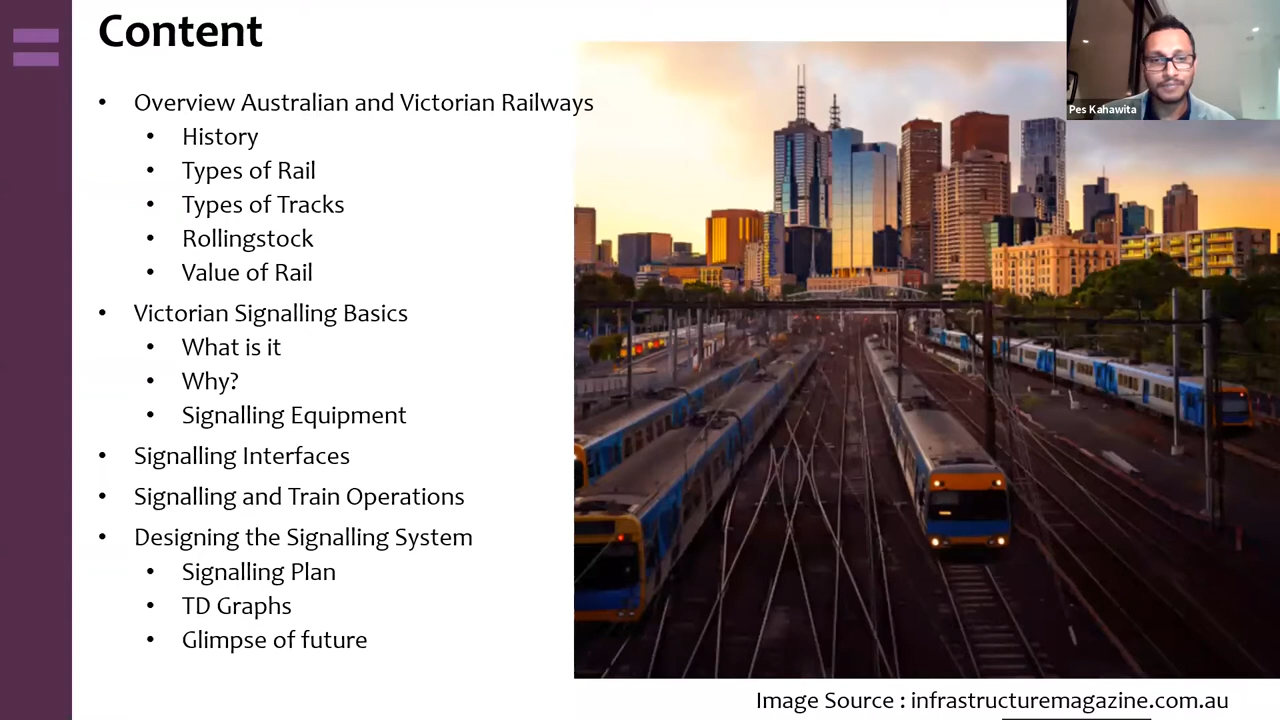 Content
• Overview Australian and Victorian Railways
• History
• Types of Rail
• Types of Tracks
• Rollingstock
• Value of Rail
• Victorian Signalling Basics
• What is it
• Why?
• Signalling Equipment
• Signalling Interfaces
• Signalling and Train Operations
• Designing the Signalling System
• Signalling Plan
• TD Graphs
• Glimpse of future
Pes Kahawita
Image Source : infrastructuremagazine.com.au